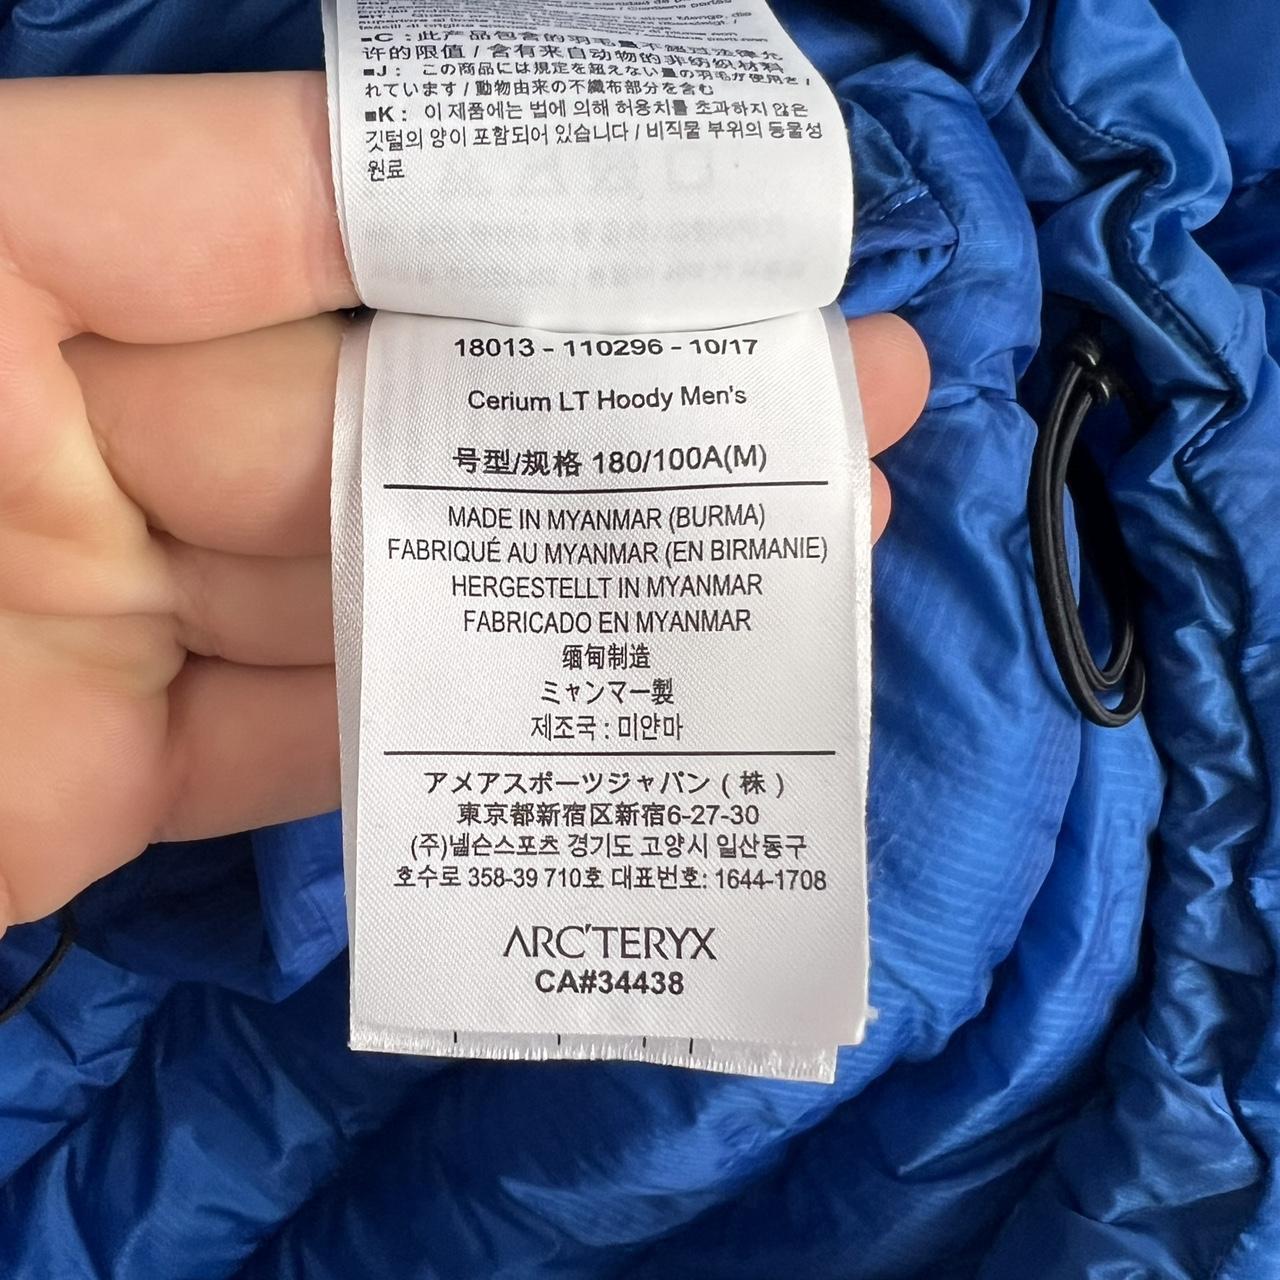 ■C：此产品包含的羽毛量不超过法律允
许的限值 / 含有来自动物的非纺织材料
■J： この商品には規定を超えない量の羽毛が使用さ
れています / 動物由来の不織布部分を含む
■K： 이 제품에는 법에 의해 허용치를 초과하지 않은
깃털의 양이 포함되어 있습니다 / 비직물 부위의 동물성
원료
18013 - 110296 - 10/17
Cerium LT Hoody Men's
号型/规格 180/100A(M)
MADE IN MYANMAR (BURMA)
FABRIQUÉ AU MYANMAR (EN BIRMANIE)
HERGESTELLT IN MYANMAR
FABRICADO EN MYANMAR
缅甸制造
ミャンマー製
제조국 : 미얀마
アメアスポーツジャパン ( 株 )
東京都新宿区新宿6-27-30
(주)넬슨스포츠 경기도 고양시 일산동구
호수로 358-39 710호 대표번호: 1644-1708
ARC'TERYX
CA#34438